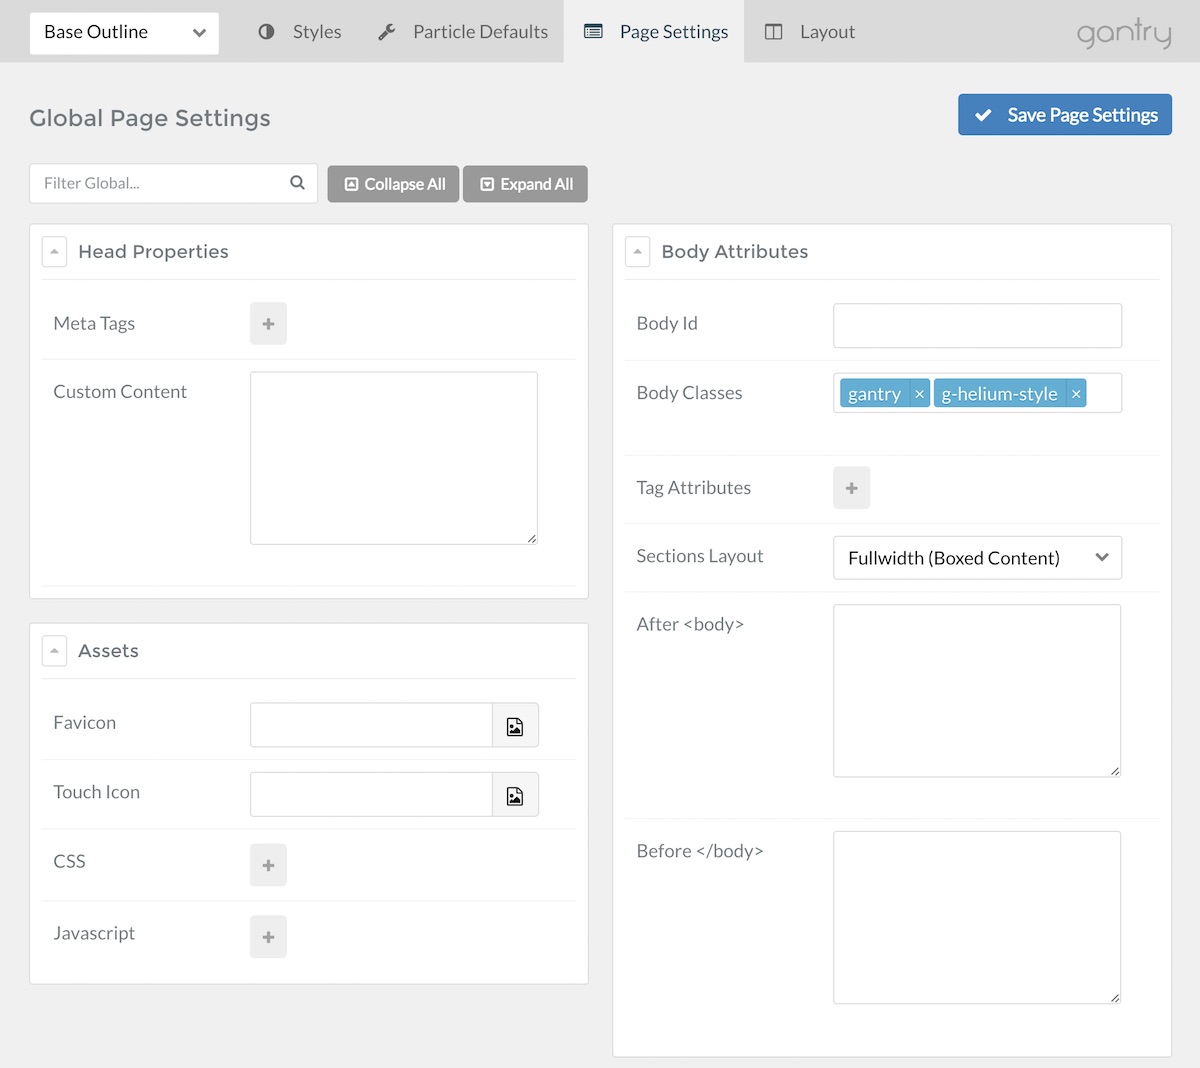 Base Outline
Styles
Particle Defaults
Page Settings
Layout
gantry
Global Page Settings
Save Page Settings
Filter Global...
Collapse All
Expand All
Head Properties
Meta Tags
Custom Content
Assets
Favicon
Touch Icon
CSS
Javascript
Body Attributes
Body Id
Body Classes
gantry × g-helium-style ×
Tag Attributes
Sections Layout
Fullwidth (Boxed Content)
After <body>
Before </body>